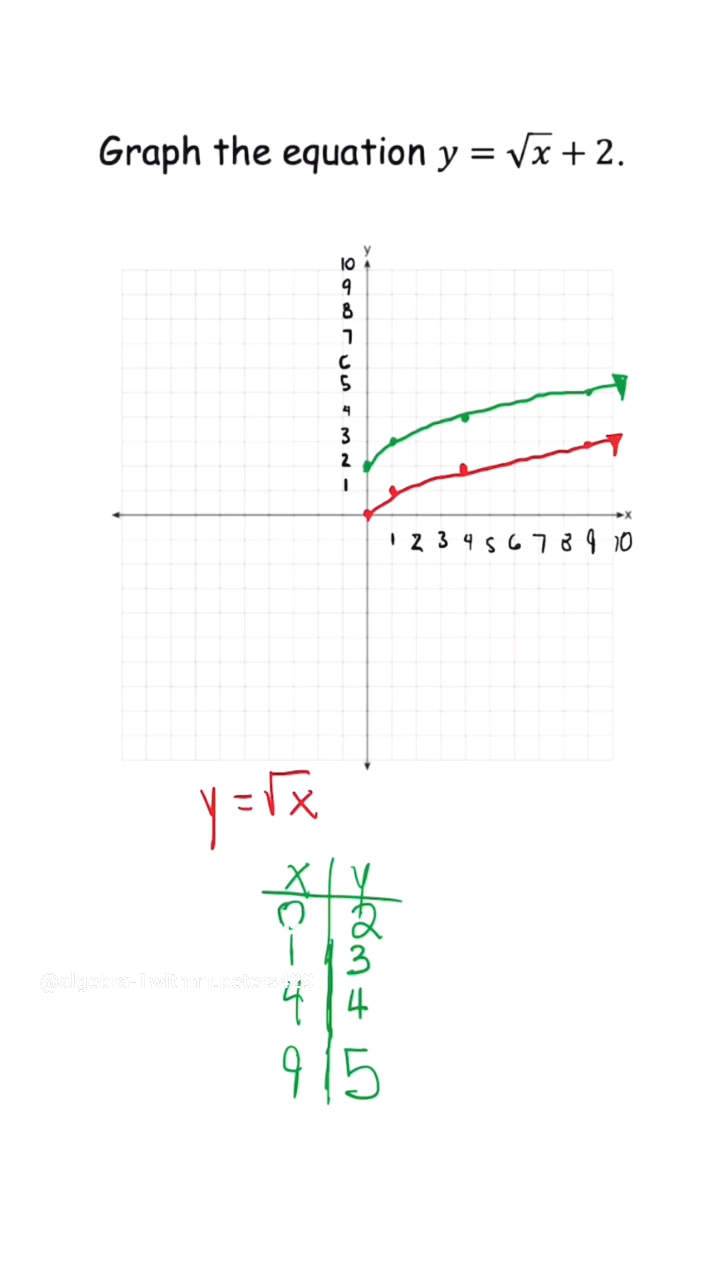 Graph the equation y = √x + 2.
y
10
9
8
7
6
5
4
3
2
1
x
1 2 3 4 5 6 7 8 9 10
y = √x
x y
0 2
1 3
4 4
9 5